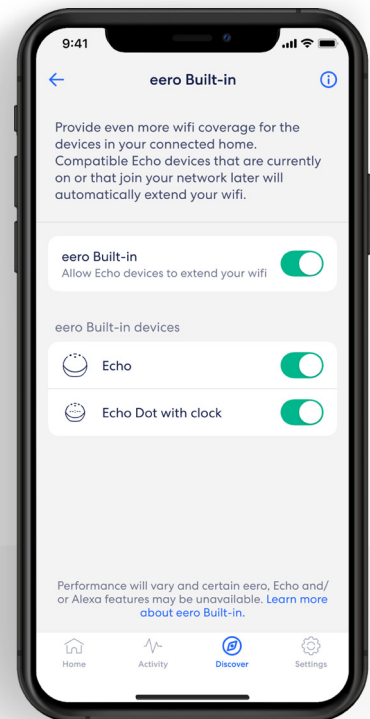 9:41
eero Built-in
Provide even more wifi coverage for the
devices in your connected home.
Compatible Echo devices that are currently
on or that join your network later will
automatically extend your wifi.
eero Built-in
Allow Echo devices to extend your wifi
eero Built-in devices
Echo
Echo Dot with clock
Performance will vary and certain eero, Echo and/
or Alexa features may be unavailable. Learn more
about eero Built-in.
Home
Activity
Discover
Settings